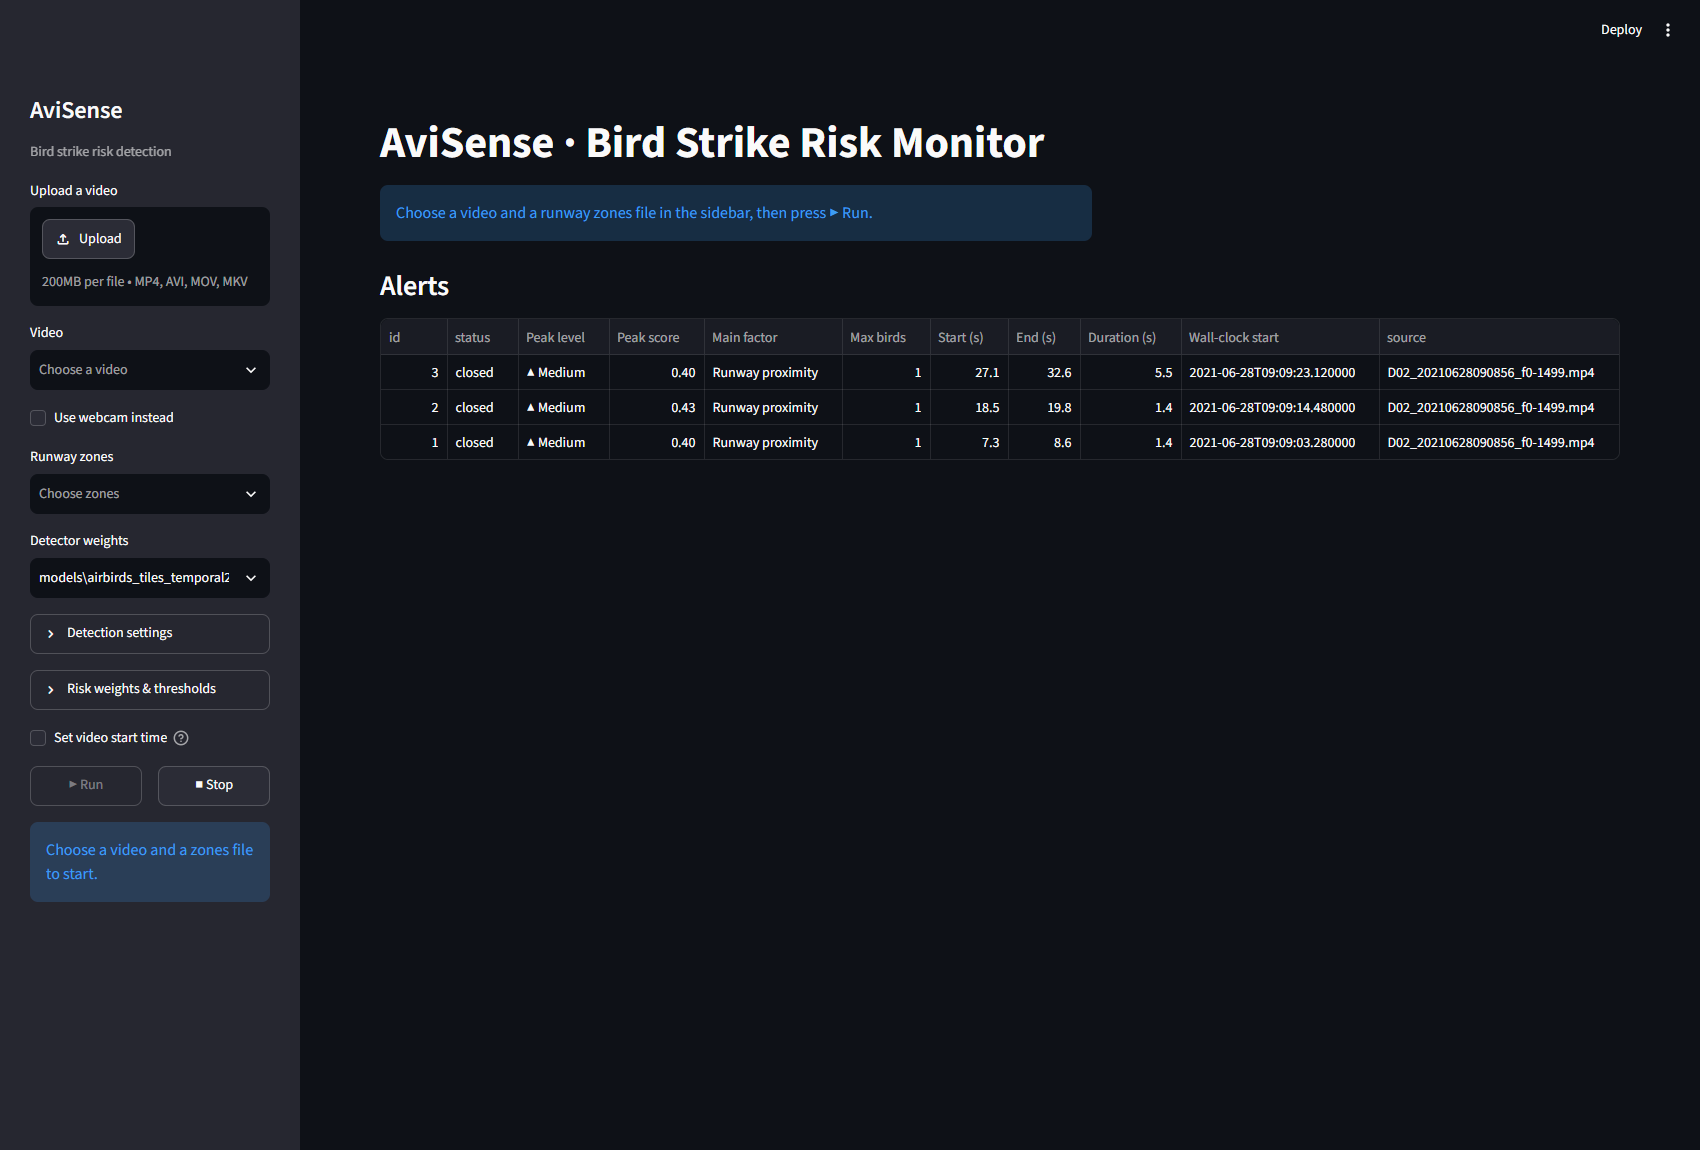 Deploy
AviSense
Bird strike risk detection
Upload a video
Upload
200MB per file • MP4, AVI, MOV, MKV
Video
Choose a video
Use webcam instead
Runway zones
Choose zones
Detector weights
models\airbirds_tiles_temporal2
Detection settings
Risk weights & thresholds
Set video start time
▶ Run ■ Stop
Choose a video and a zones file
to start.
AviSense · Bird Strike Risk Monitor
Choose a video and a runway zones file in the sidebar, then press ▶ Run.
Alerts
id status Peak level Peak score Main factor Max birds Start (s) End (s) Duration (s) Wall-clock start source
3 closed ▲ Medium 0.40 Runway proximity 1 27.1 32.6 5.5 2021-06-28T09:09:23.120000 D02_20210628090856_f0-1499.mp4
2 closed ▲ Medium 0.43 Runway proximity 1 18.5 19.8 1.4 2021-06-28T09:09:14.480000 D02_20210628090856_f0-1499.mp4
1 closed ▲ Medium 0.40 Runway proximity 1 7.3 8.6 1.4 2021-06-28T09:09:03.280000 D02_20210628090856_f0-1499.mp4